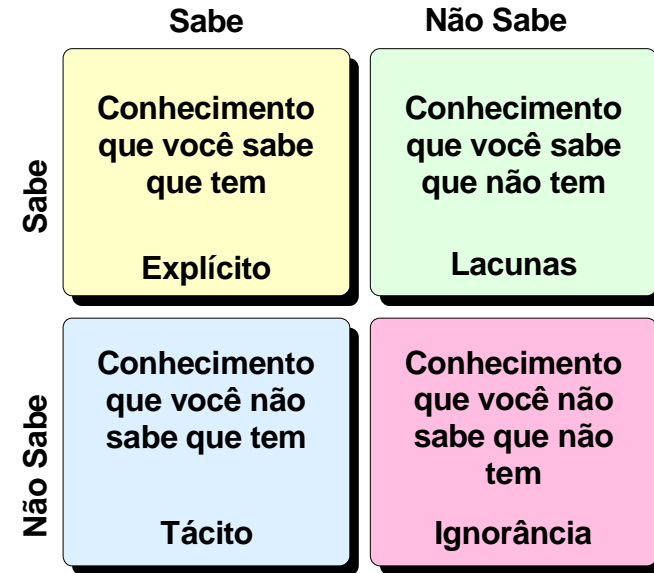 Sabe
Não Sabe
Sabe
Conhecimento
que você sabe
que tem
Explícito
Conhecimento
que você sabe
que não tem
Lacunas
Não Sabe
Conhecimento
que você não
sabe que tem
Tácito
Conhecimento
que você não
sabe que não
tem
Ignorância